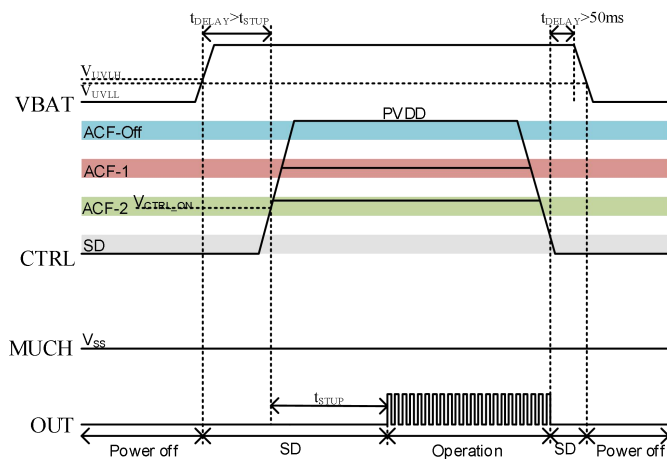 tDELAY>tSTUP
tDELAY>50ms
VUVLH
VUVLL
VBAT
PVDD
ACF-Off
ACF-1
ACF-2
VCTRL_ON
SD
CTRL
VSS
MUCH
tSTUP
OUT
Power off
SD
Operation
SD
Power off